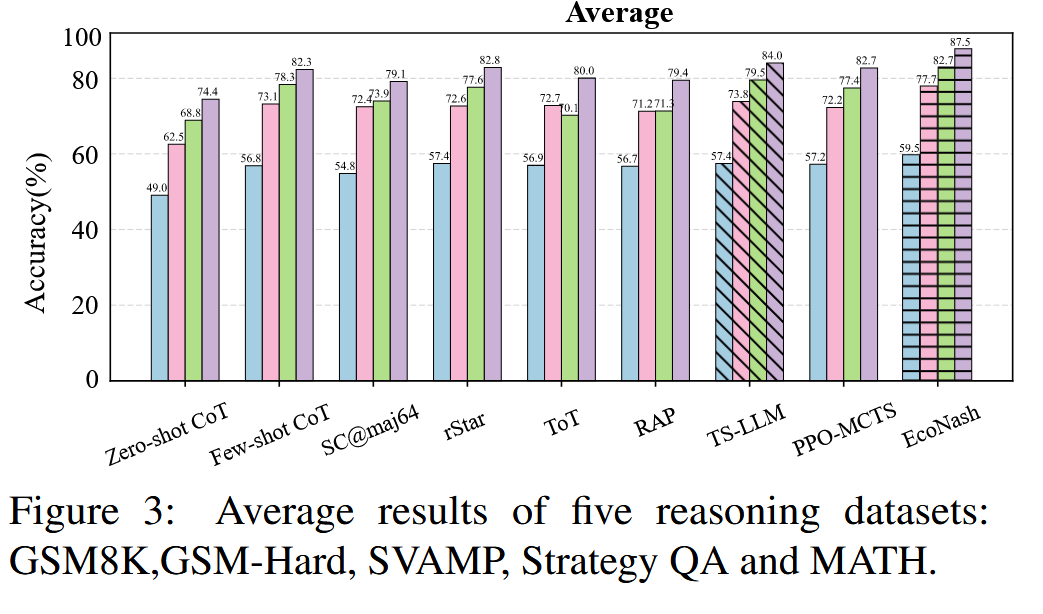 Average
Accuracy(%)
100
80
60
40
20
0
49.0 62.5 68.8 74.4
56.8 73.1 78.3 82.3
54.8 72.4 73.9 79.1
57.4 72.6 77.6 82.8
56.9 72.7 70.1 80.0
56.7 71.2 71.3 79.4
57.4 73.8 79.5 84.0
57.2 72.2 77.4 82.7
59.5 77.7 82.7 87.5
Zero-shot CoT
Few-shot CoT
SC@maj64
rStar
ToT
RAP
TS-LLM
PPO-MCTS
EcoNash
Figure 3: Average results of five reasoning datasets:
GSM8K,GSM-Hard, SVAMP, Strategy QA and MATH.